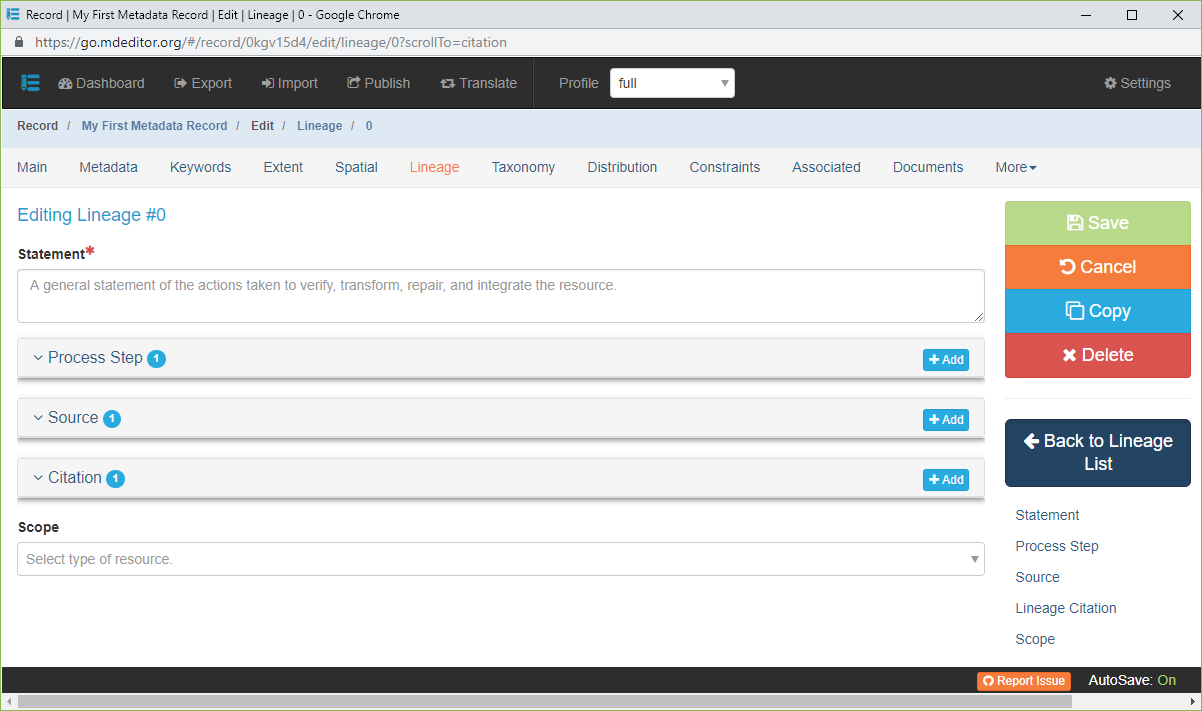 Record | My First Metadata Record | Edit | Lineage | 0 - Google Chrome
https://go.mdeditor.org/#/record/0kgv15d4/edit/lineage/0?scrollTo=citation
Dashboard Export Import Publish Translate Profile full Settings
Record / My First Metadata Record / Edit / Lineage / 0
Main Metadata Keywords Extent Spatial Lineage Taxonomy Distribution Constraints Associated Documents More
Editing Lineage #0
Statement*
A general statement of the actions taken to verify, transform, repair, and integrate the resource.
Process Step 1 Add
Source 1 Add
Citation 1 Add
Scope
Select type of resource.
Save
Cancel
Copy
Delete
Back to Lineage
List
Statement
Process Step
Source
Lineage Citation
Scope
Report Issue AutoSave: On